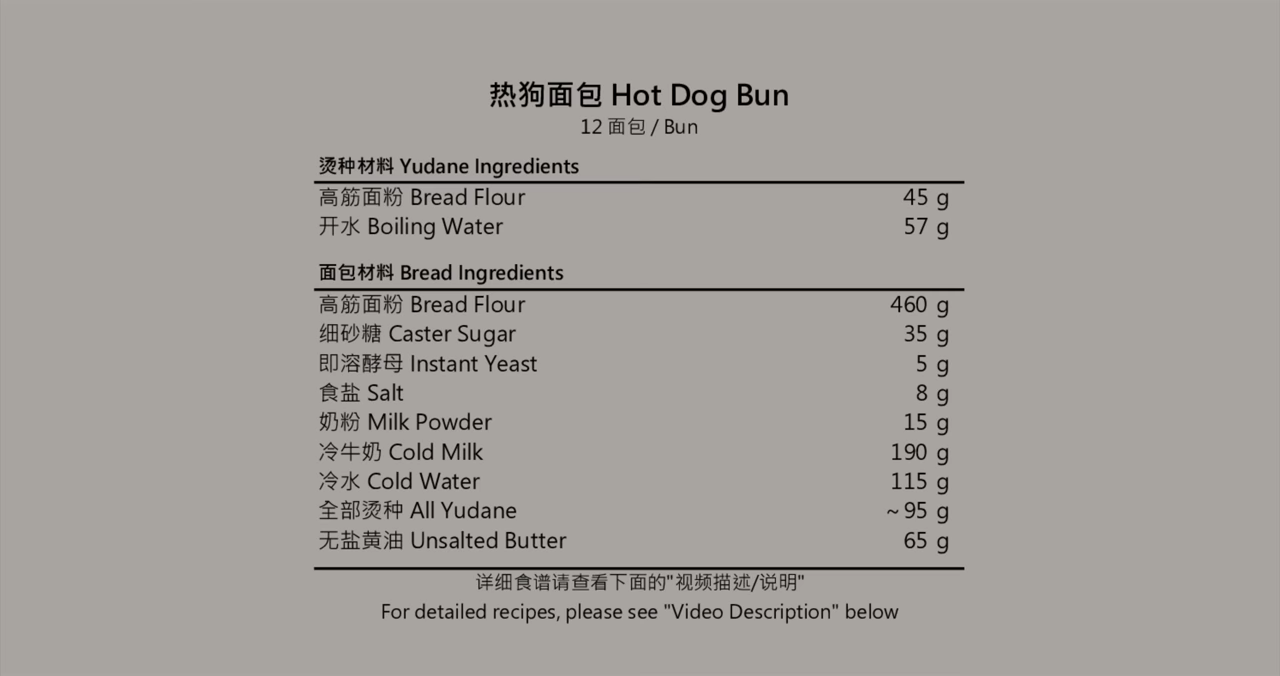 热狗面包 Hot Dog Bun
12 面包 / Bun
烫种材料 Yudane Ingredients
高筋面粉 Bread Flour 45 g
开水 Boiling Water 57 g
面包材料 Bread Ingredients
高筋面粉 Bread Flour 460 g
细砂糖 Caster Sugar 35 g
即溶酵母 Instant Yeast 5 g
食盐 Salt 8 g
奶粉 Milk Powder 15 g
冷牛奶 Cold Milk 190 g
冷水 Cold Water 115 g
全部烫种 All Yudane ~ 95 g
无盐黄油 Unsalted Butter 65 g
详细食谱请查看下面的"视频描述/说明"
For detailed recipes, please see "Video Description" below